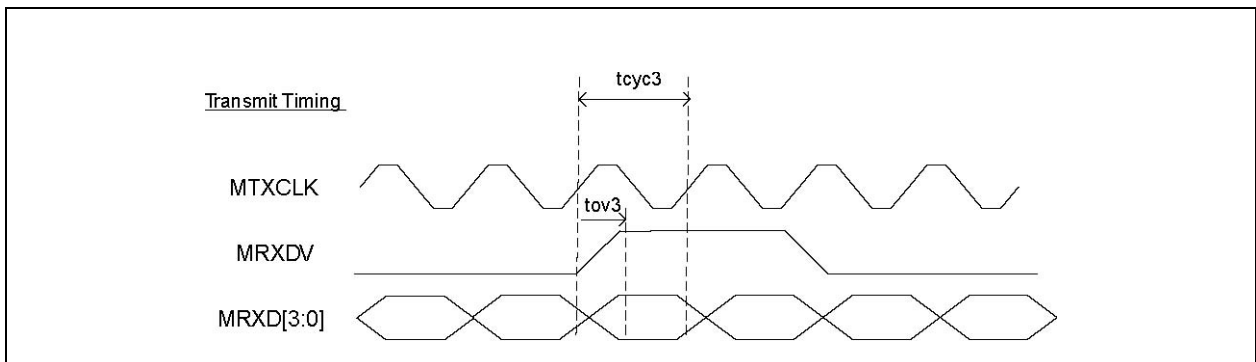 tcyc3
Transmit Timing
MTXCLK
tov3
MRXDV
MRXD[3:0]